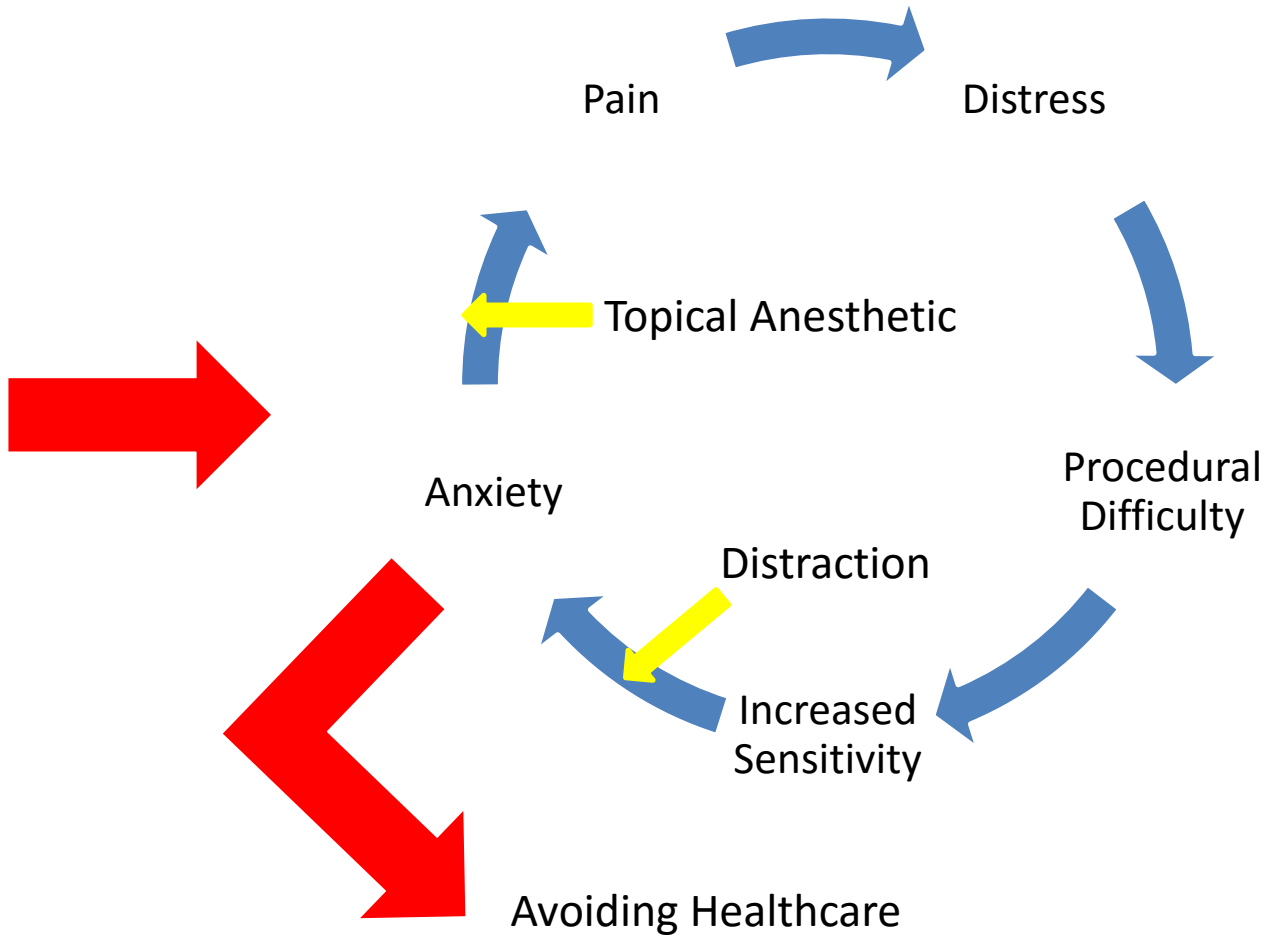 Pain
Distress
Topical Anesthetic
Procedural
Difficulty
Anxiety
Distraction
Increased
Sensitivity
Avoiding Healthcare